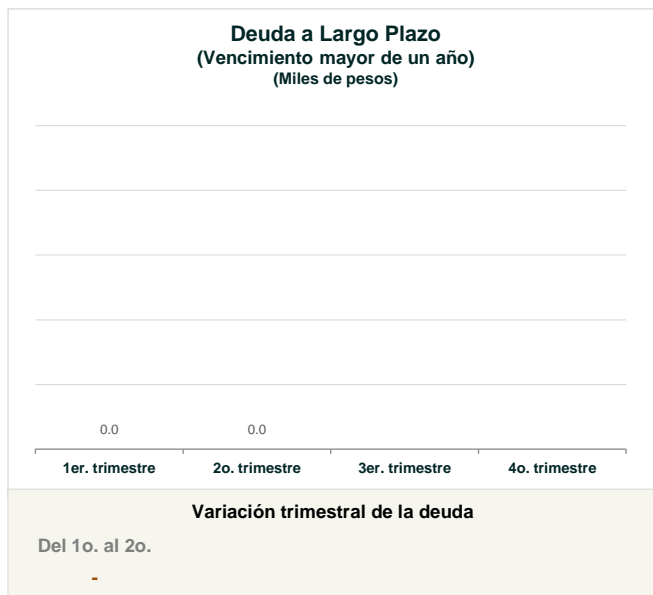 Deuda a Largo Plazo
(Vencimiento mayor de un año)
(Miles de pesos)
0.0 0.0
1er. trimestre 2o. trimestre 3er. trimestre 4o. trimestre
Variación trimestral de la deuda
Del 1o. al 2o.
-